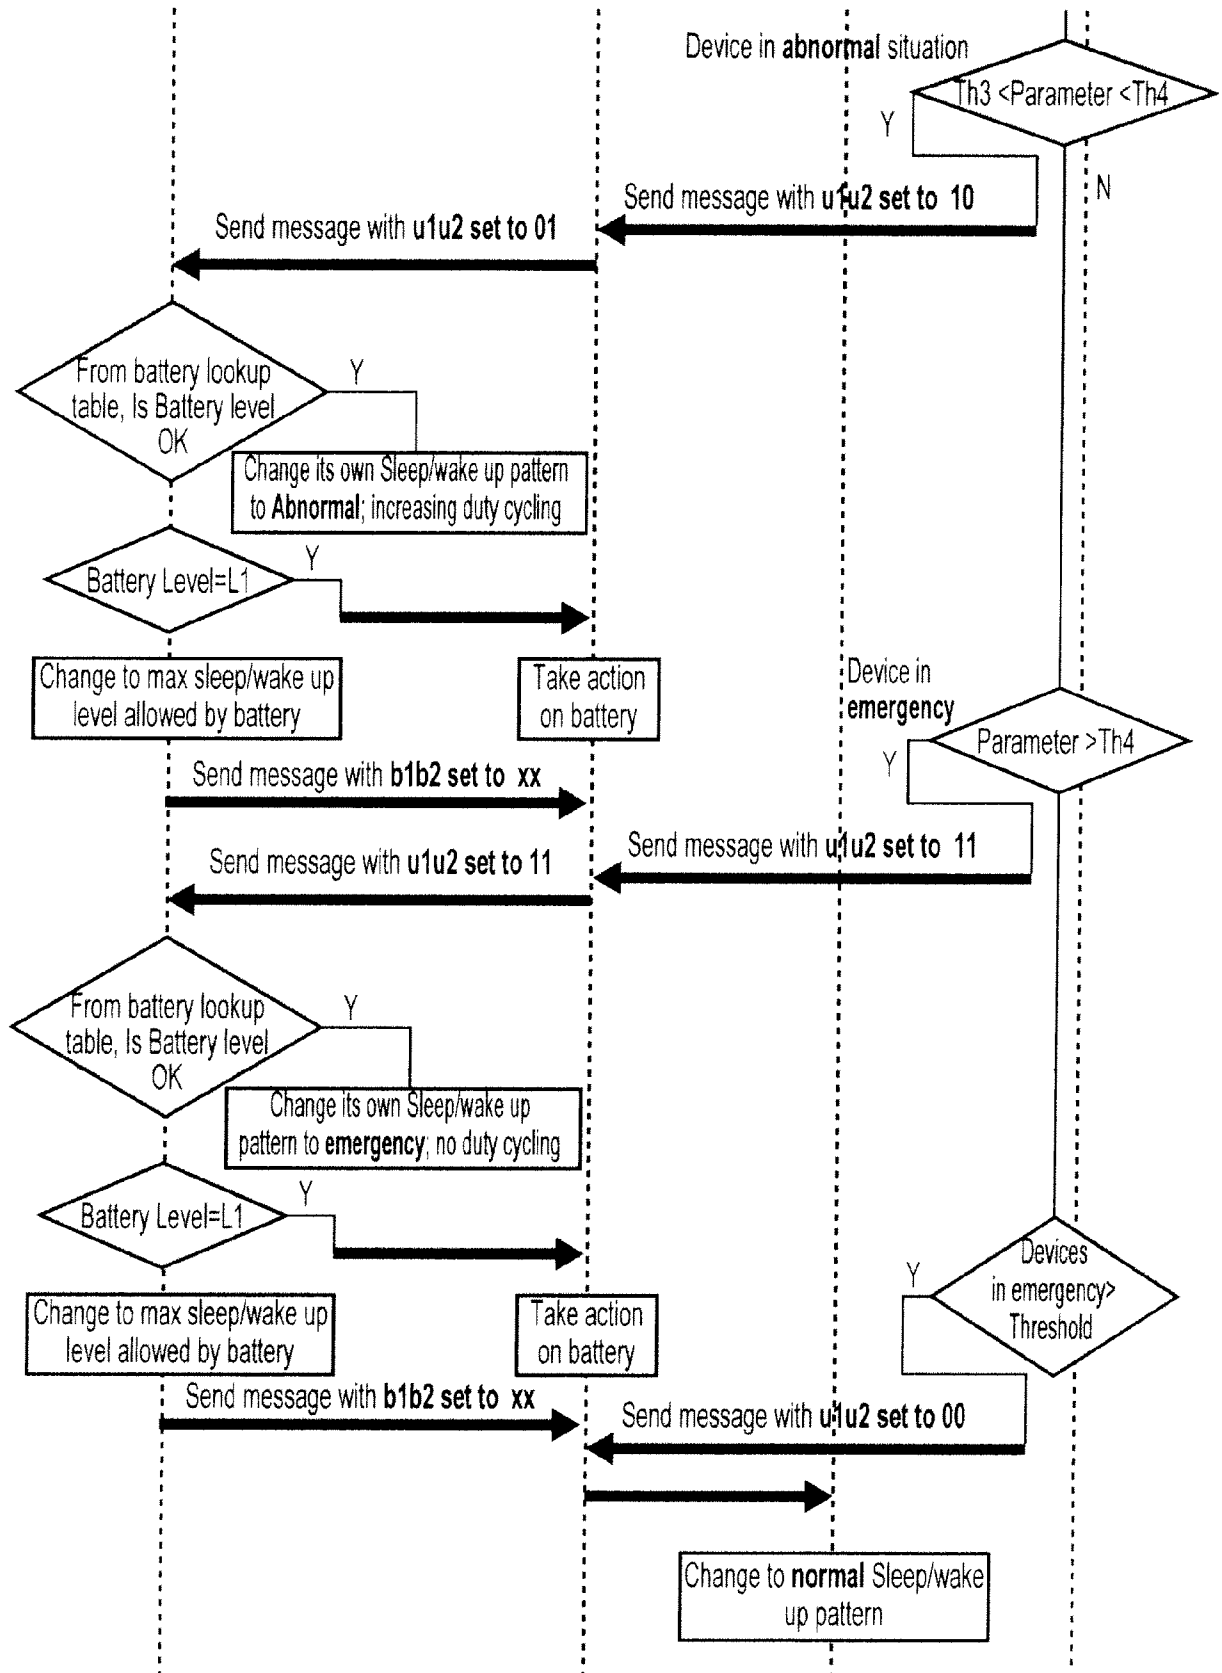 Device in abnormal situation
Th3 <Parameter <Th4
Y
N
Send message with u1u2 set to 10
Send message with u1u2 set to 01
From battery lookup
table, Is Battery level
OK
Y
Change its own Sleep/wake up pattern
to Abnormal; increasing duty cycling
Battery Level=L1
Y
Change to max sleep/wake up
level allowed by battery
Take action
on battery
Device in
emergency
Parameter >Th4
Y
Send message with b1b2 set to xx
Send message with u1u2 set to 11
Send message with u1u2 set to 11
From battery lookup
table, Is Battery level
OK
Y
Change its own Sleep/wake up
pattern to emergency; no duty cycling
Battery Level=L1
Y
Devices
in emergency>
Threshold
Y
Change to max sleep/wake up
level allowed by battery
Take action
on battery
Send message with b1b2 set to xx
Send message with u1u2 set to 00
Change to normal Sleep/wake
up pattern